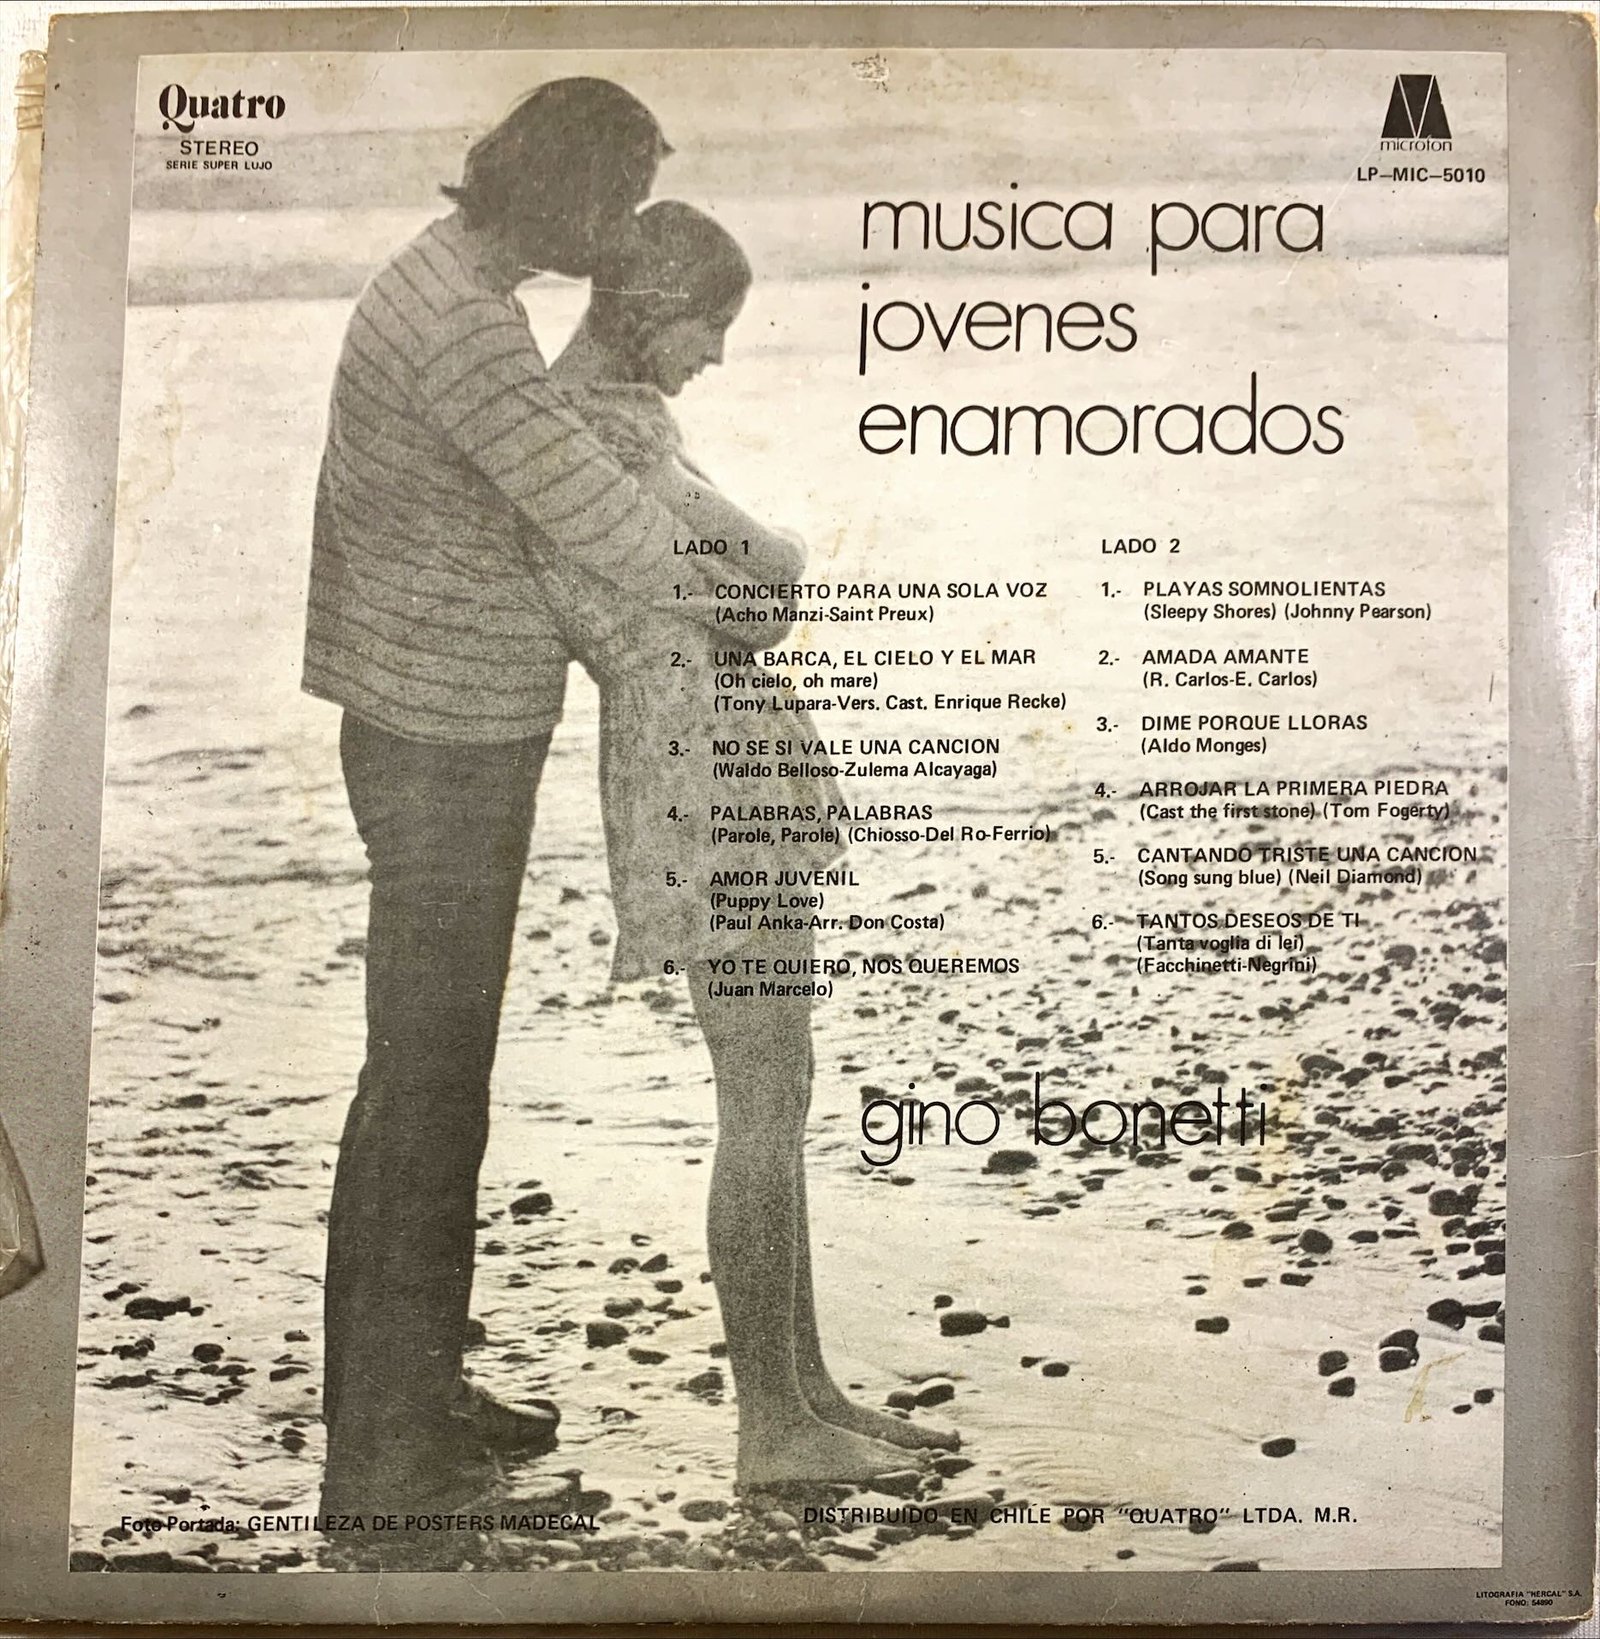 Quatro
STEREO
SERIE SUPER LUJO
microfon
LP-MIC-5010
musica para
jovenes
enamorados
LADO 1
1.- CONCIERTO PARA UNA SOLA VOZ
(Acho Manzi-Saint Preux)
2.- UNA BARCA, EL CIELO Y EL MAR
(Oh cielo, oh mare)
(Tony Lupara-Vers. Cast. Enrique Recke)
3.- NO SE SI VALE UNA CANCION
(Waldo Belloso-Zulema Alcayaga)
4.- PALABRAS, PALABRAS
(Parole, Parole) (Chiosso-Del Ro-Ferrio)
5.- AMOR JUVENIL
(Puppy Love)
(Paul Anka-Arr. Don Costa)
6.- YO TE QUIERO, NOS QUEREMOS
(Juan Marcelo)
LADO 2
1.- PLAYAS SOMNOLIENTAS
(Sleepy Shores) (Johnny Pearson)
2.- AMADA AMANTE
(R. Carlos-E. Carlos)
3.- DIME PORQUE LLORAS
(Aldo Monges)
4.- ARROJAR LA PRIMERA PIEDRA
(Cast the first stone) (Tom Fogerty)
5.- CANTANDO TRISTE UNA CANCION
(Song sung blue) (Neil Diamond)
6.- TANTOS DESEOS DE TI
(Tanta voglia di lei)
(Facchinetti-Negrini)
gino bonetti
Foto Portada: GENTILEZA DE POSTERS MADECAL
DISTRIBUIDO EN CHILE POR "QUATRO" LTDA. M.R.
LITOGRAFIA "HERCAL" S.A.
FONO: 54890